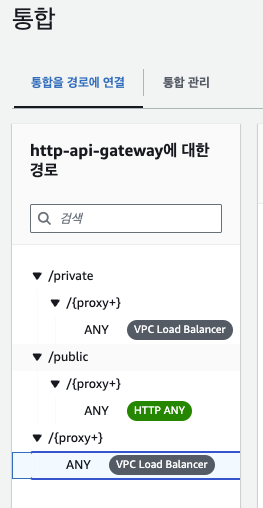 통합
통합을 경로에 연결
통합 관리
http-api-gateway에 대한
경로
검색
/private
/{proxy+}
ANY VPC Load Balancer
/public
/{proxy+}
ANY HTTP ANY
/{proxy+}
ANY VPC Load Balancer